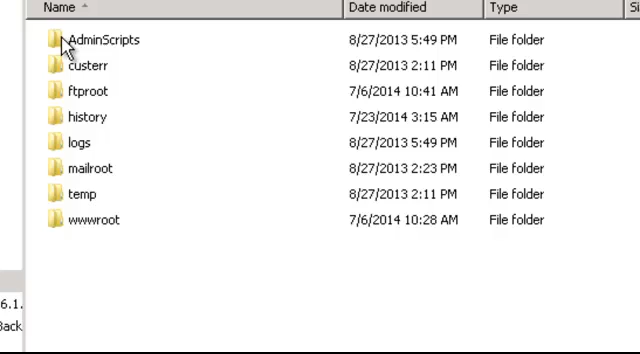 Name Date modified Type Si
AdminScripts 8/27/2013 5:49 PM File folder
custerr 8/27/2013 2:11 PM File folder
ftproot 7/6/2014 10:41 AM File folder
history 7/23/2014 3:15 AM File folder
logs 8/27/2013 5:49 PM File folder
mailroot 8/27/2013 2:23 PM File folder
temp 8/27/2013 2:11 PM File folder
wwwroot 7/6/2014 10:28 AM File folder
6.1.
Back